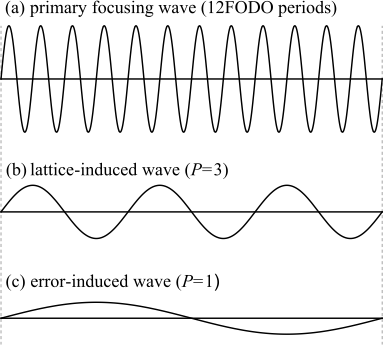 (a) primary focusing wave (12FODO periods)
(b) lattice-induced wave (P=3)
(c) error-induced wave (P=1)